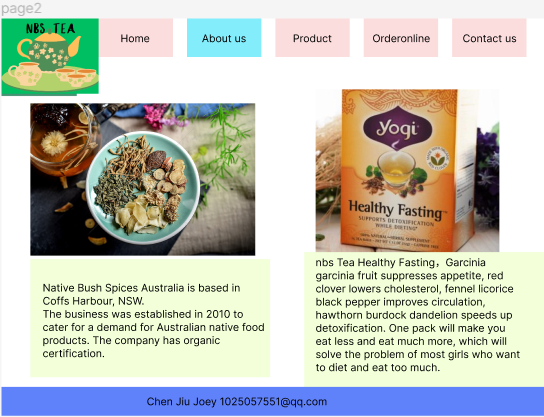 page2
NBS TEA
Home
About us
Product
Orderonline
Contact us
yogi
Healthy Fasting™
SUPPORTS DETOXIFICATION
WHILE DIETING*
Native Bush Spices Australia is based in
Coffs Harbour, NSW.
The business was established in 2010 to
cater for a demand for Australian native food
products. The company has organic
certification.
nbs Tea Healthy Fasting，Garcinia
garcinia fruit suppresses appetite, red
clover lowers cholesterol, fennel licorice
black pepper improves circulation,
hawthorn burdock dandelion speeds up
detoxification. One pack will make you
eat less and eat much more, which will
solve the problem of most girls who want
to diet and eat too much.
Chen Jiu Joey 1025057551@qq.com